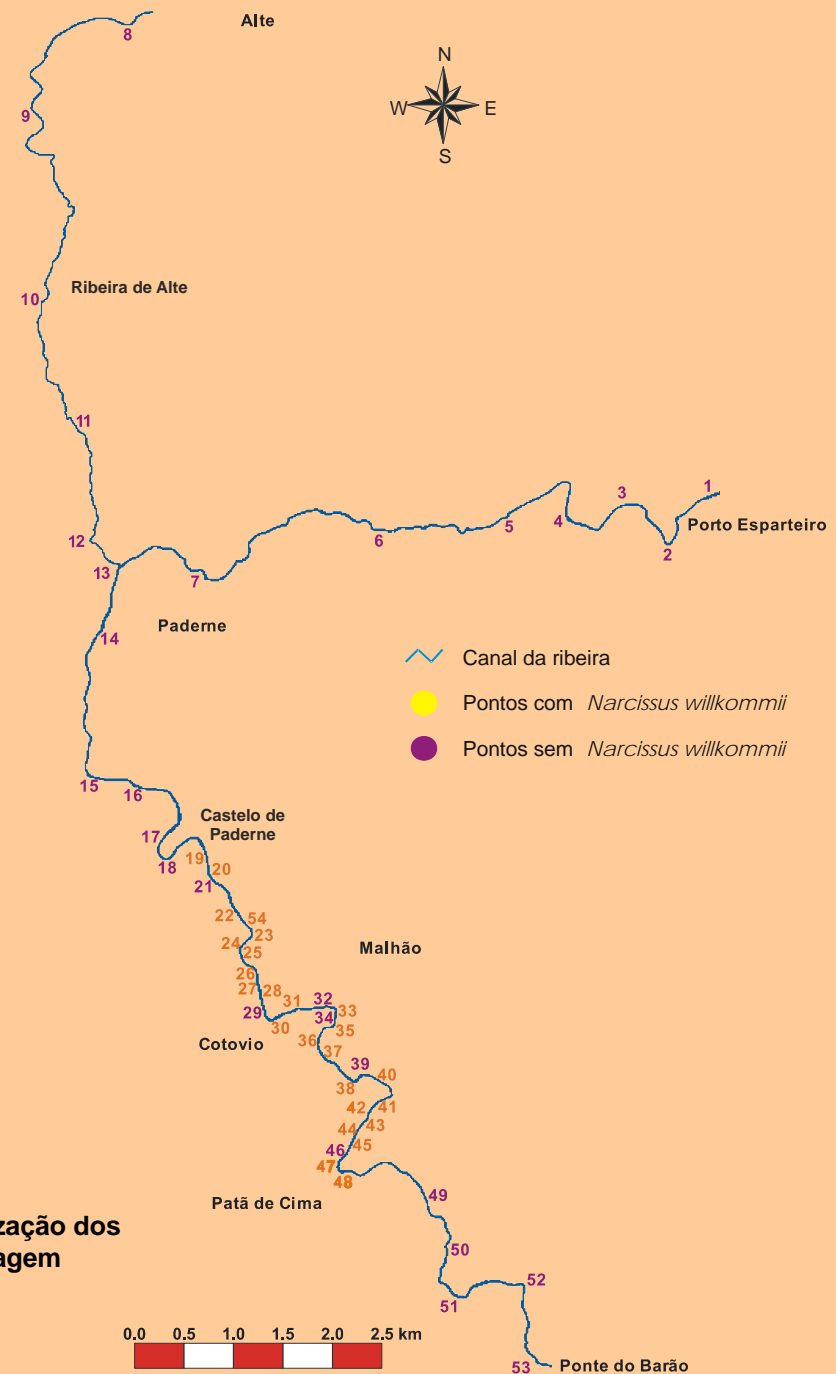 Alte
8
N
W
E
S
9
10
Ribeira de Alte
11
1
3
5
4
Porto Esparteiro
6
2
12
13
7
Paderne
14
Canal da ribeira
Pontos com Narcissus willkommii
Pontos sem Narcissus willkommii
15
16
Castelo de
Paderne
17
18
19
20
21
22
54
23
24
25
Malhão
26
27
28
31
32
29
30
33
34
35
Cotovio
36
37
39
40
38
42
41
43
44
45
46
47
48
Patã de Cima
49
zação dos
agem
50
51
52
0.0 0.5 1.0 1.5 2.0 2.5 km
53
Ponte do Barão